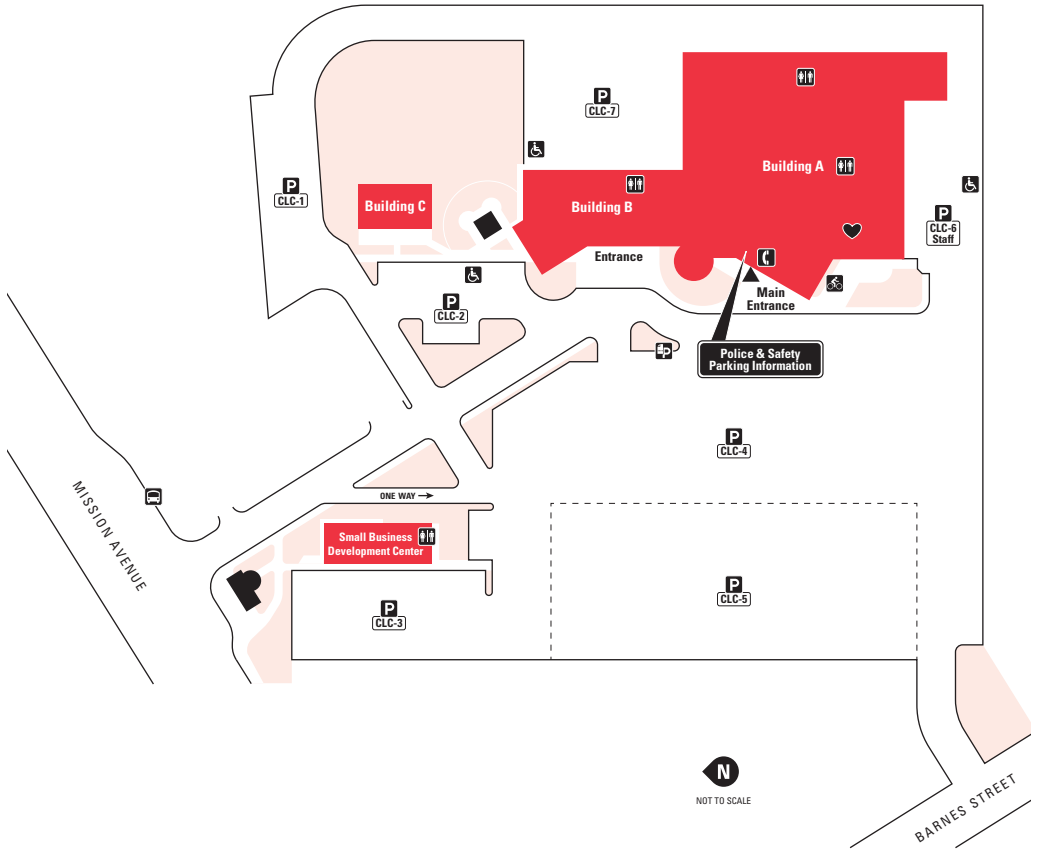 P
CLC-7
Building A
P
CLC-1
Building C
Building B
P
CLC-6
Staff
Entrance
Main
Entrance
P
CLC-2
P
Police & Safety
Parking Information
P
CLC-4
ONE WAY
MISSION AVENUE
Small Business
Development Center
P
CLC-3
P
CLC-5
N
NOT TO SCALE
BARNES STREET